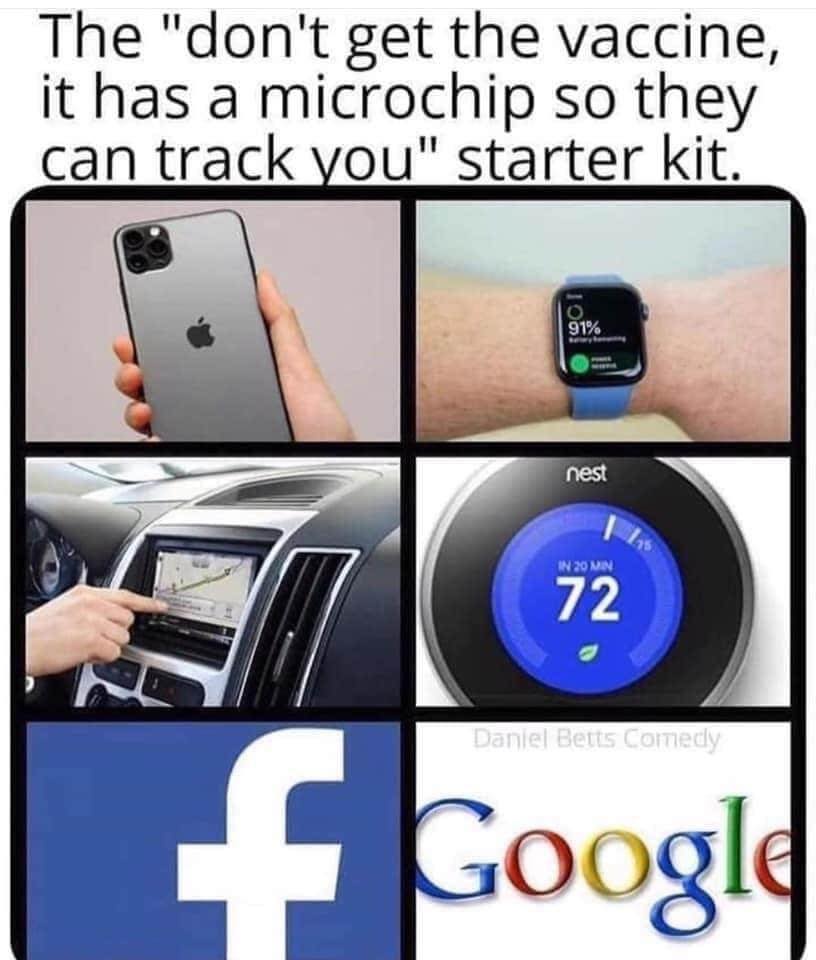 The "don't get the vaccine,
it has a microchip so they
can track you" starter kit.
91%
nest
75
IN 20 MIN
72
Daniel Betts Comedy
Google